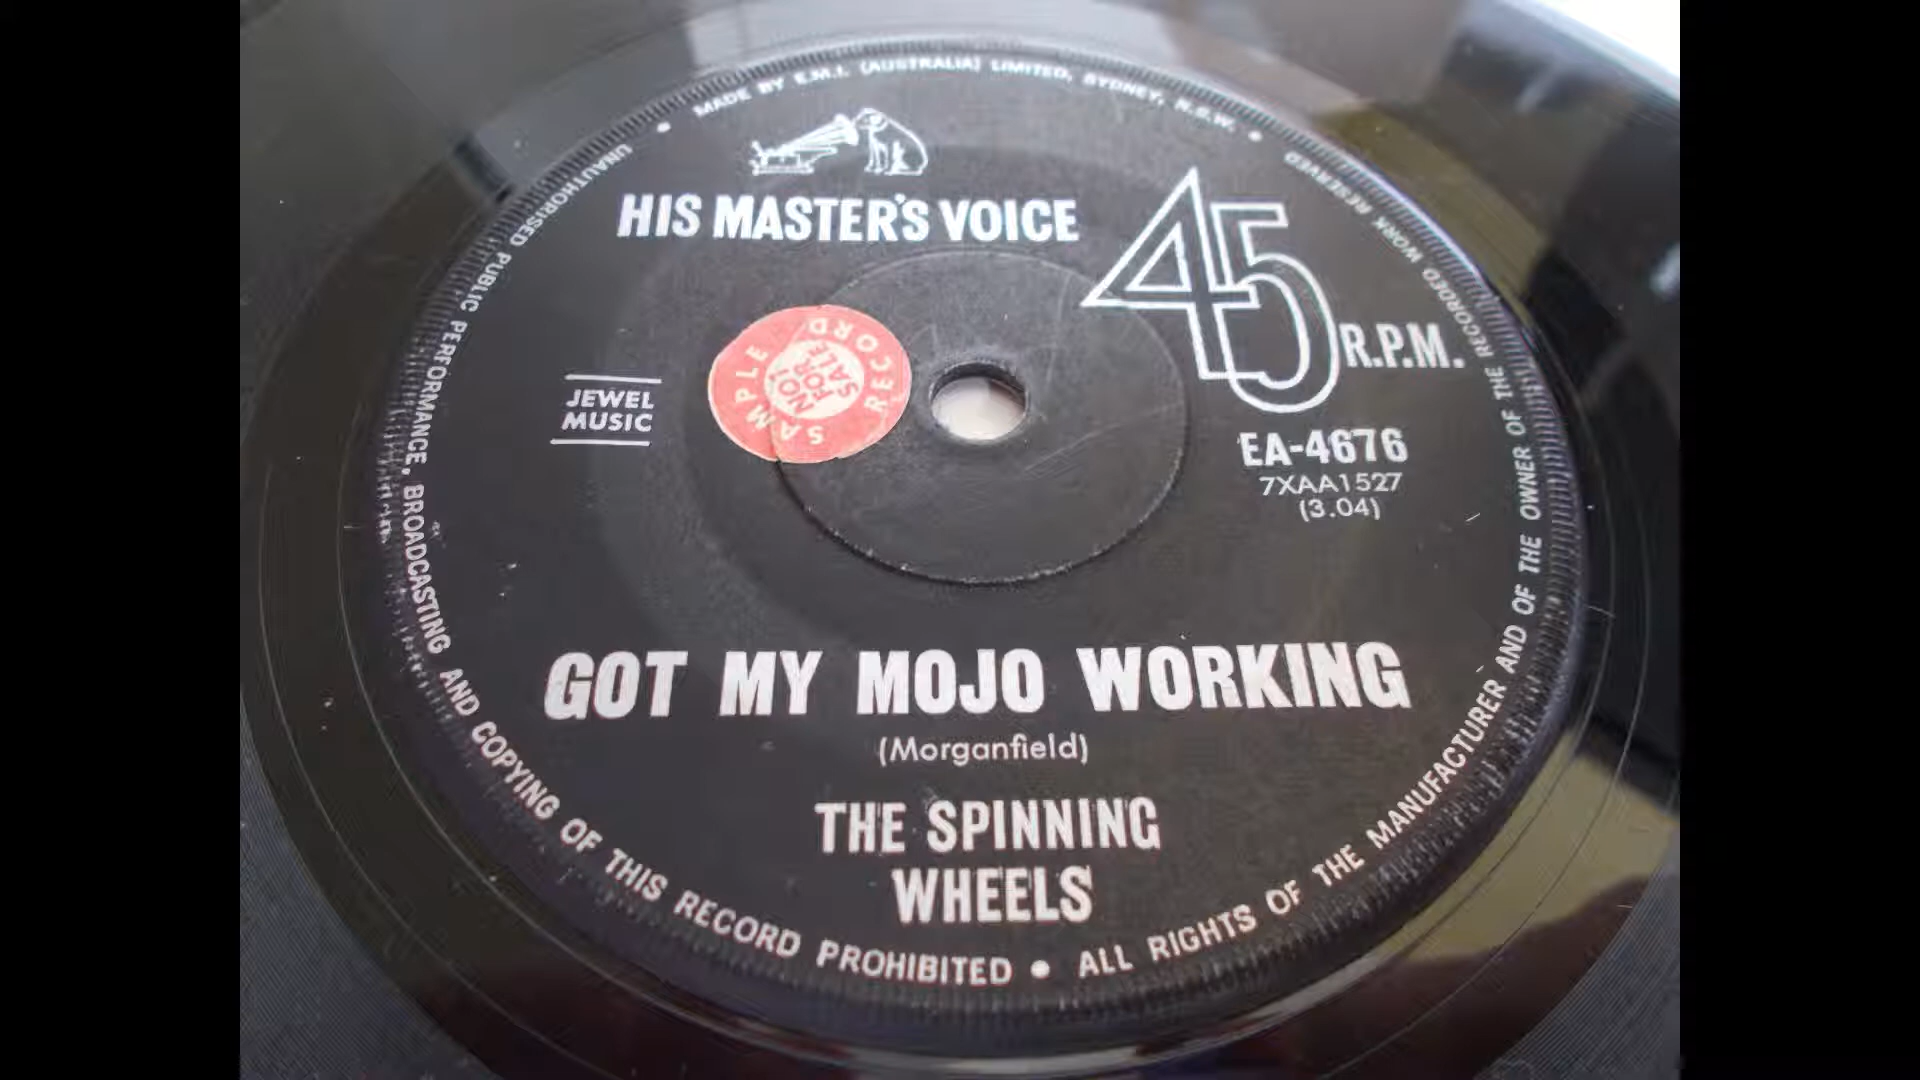 MADE BY E.M.I. (AUSTRALIA) LIMITED, SYDNEY, N.S.W.
HIS MASTER'S VOICE
45 R.P.M.
SAMPLE RECORD
NOT
FOR
SALE
JEWEL
MUSIC
EA-4676
7XAA1527
(3.04)
GOT MY MOJO WORKING
(Morganfield)
THE SPINNING
WHEELS
UNAUTHORISED PUBLIC PERFORMANCE, BROADCASTING AND COPYING OF THIS RECORD PROHIBITED • ALL RIGHTS OF THE MANUFACTURER AND OF THE OWNER OF THE RECORDED WORK RESERVED